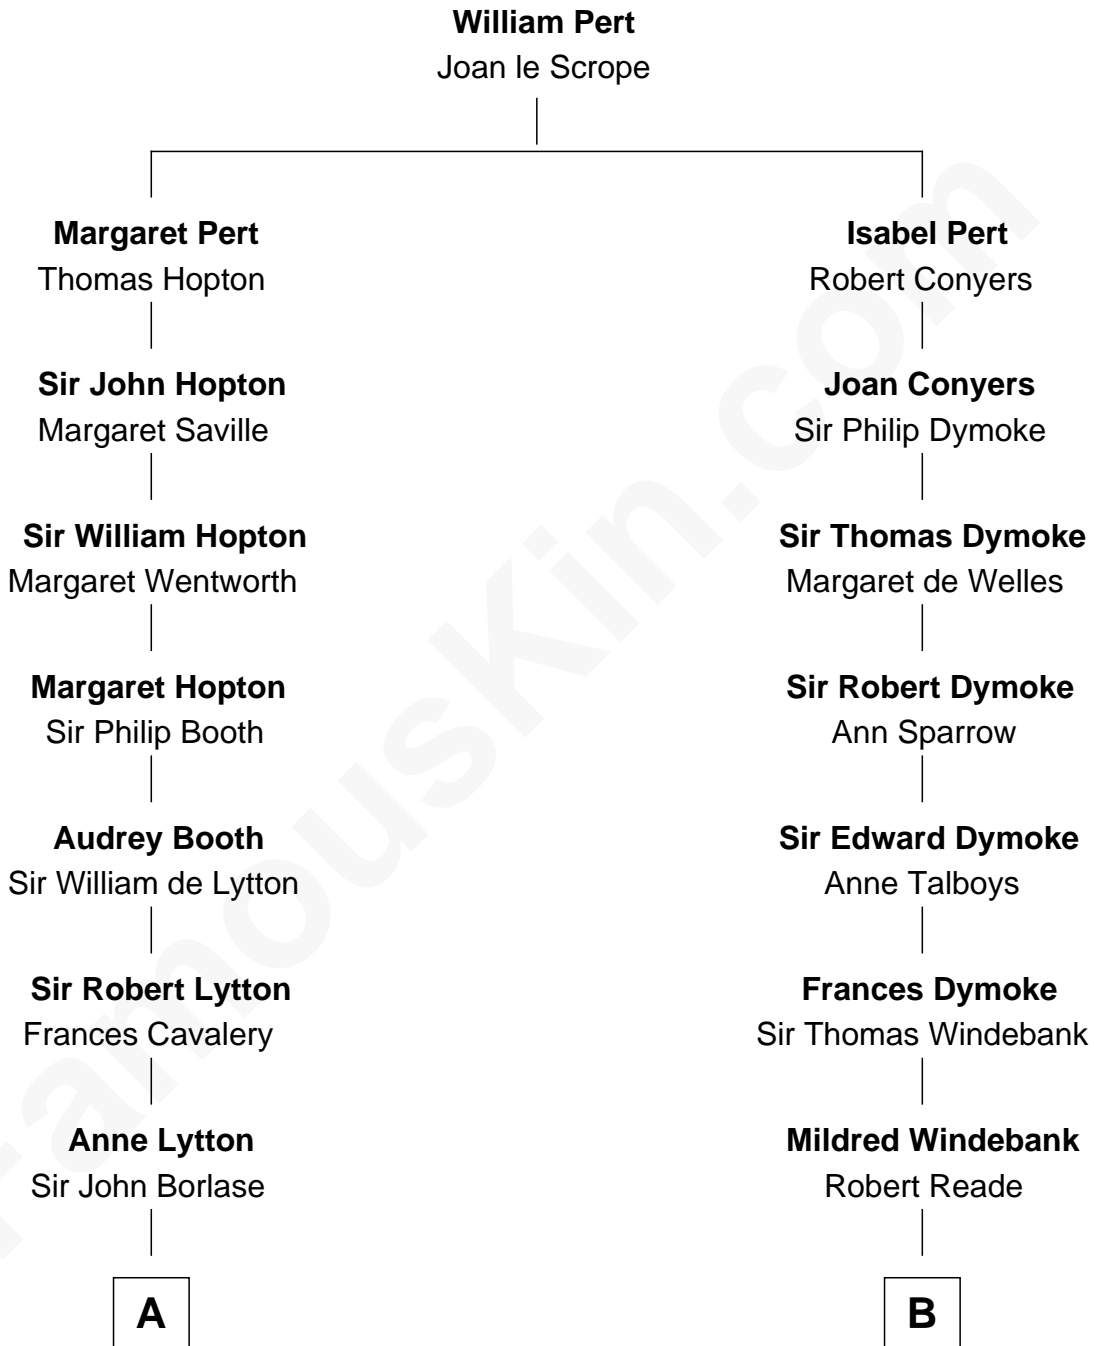 William Pert
Joan le Scrope
Margaret Pert
Thomas Hopton
Isabel Pert
Robert Conyers
Sir John Hopton
Margaret Saville
Joan Conyers
Sir Philip Dymoke
Sir William Hopton
Margaret Wentworth
Sir Thomas Dymoke
Margaret de Welles
Margaret Hopton
Sir Philip Booth
Sir Robert Dymoke
Ann Sparrow
Audrey Booth
Sir William de Lytton
Sir Edward Dymoke
Anne Talboys
Sir Robert Lytton
Frances Cavalery
Frances Dymoke
Sir Thomas Windebank
Anne Lytton
Sir John Borlase
Mildred Windebank
Robert Reade
A
B
FamousKin.com